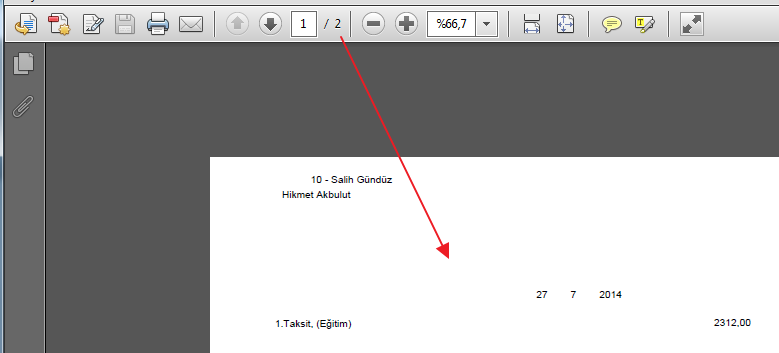 1 / 2 %66,7
10 - Salih Gündüz
Hikmet Akbulut
27 7 2014
1.Taksit, (Eğitim) 2312,00